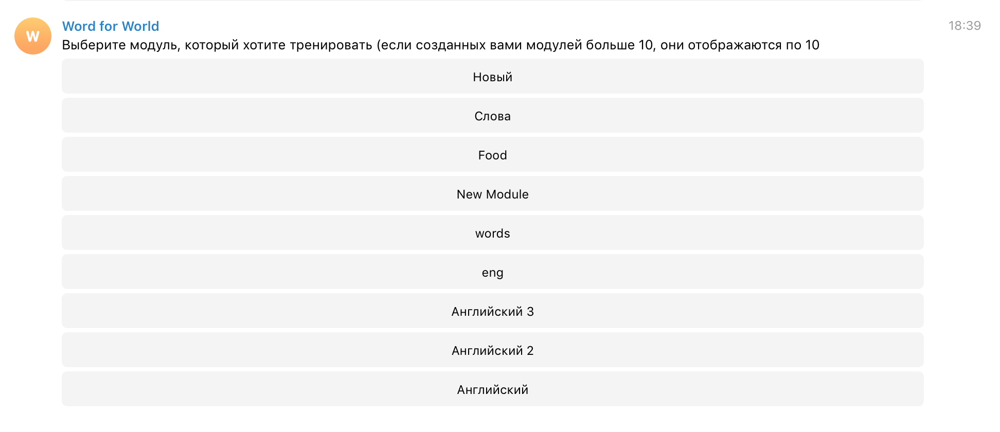 W
Word for World
18:39
Выберите модуль, который хотите тренировать (если созданных вами модулей больше 10, они отображаются по 10
Новый
Слова
Food
New Module
words
eng
Английский 3
Английский 2
Английский